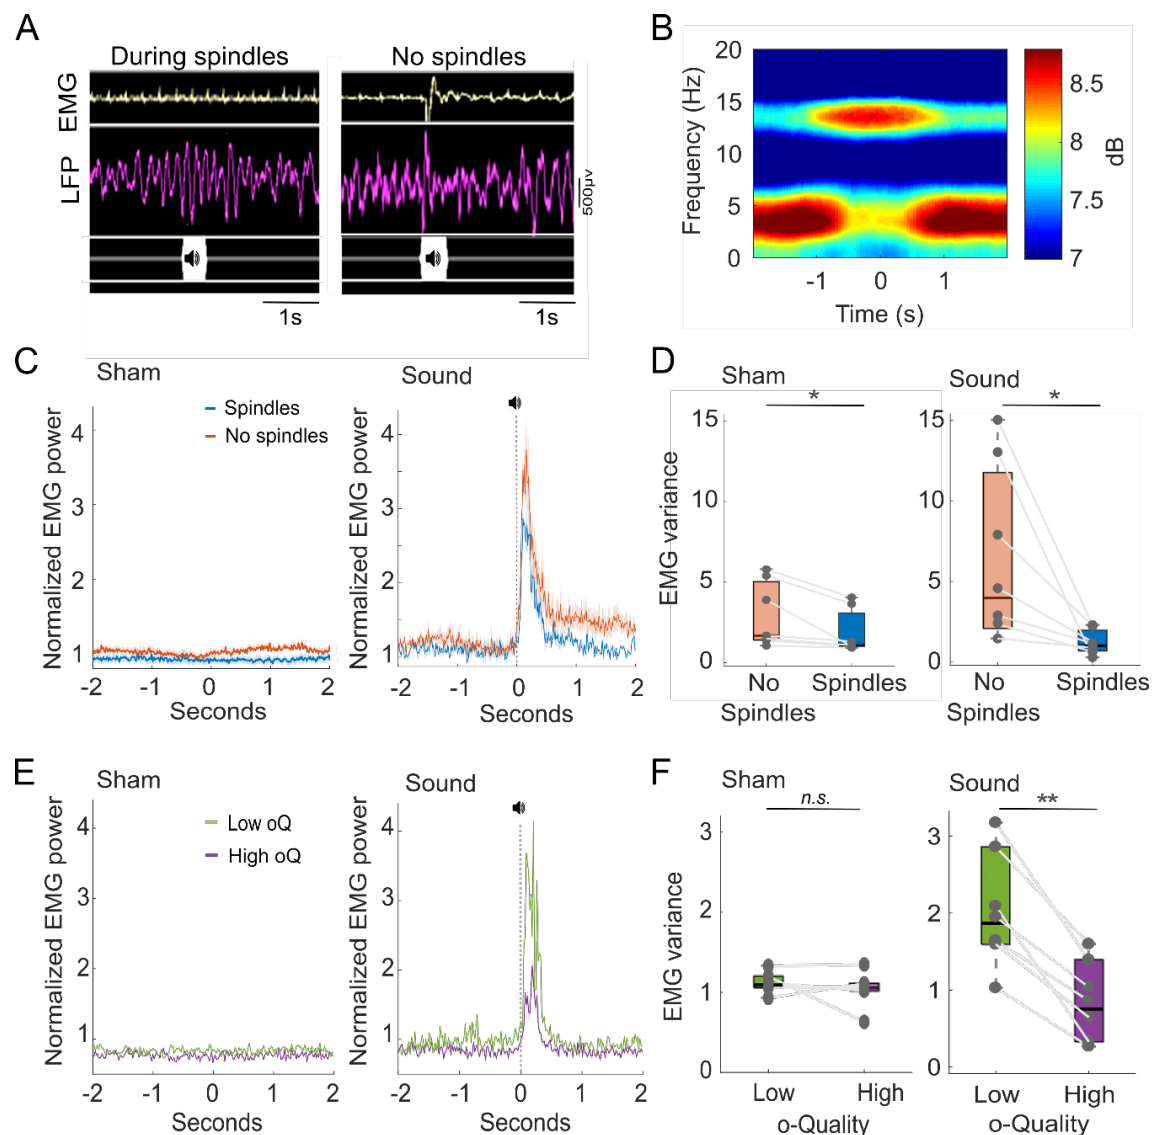 A
During spindles
No spindles
EMG
LFP
500μv
1s
1s
B
20
15
10
5
0
Frequency (Hz)
-1
0
1
Time (s)
8.5
8
7.5
7
dB
C
Sham
Spindles
No spindles
Normalized EMG power
4
3
2
1
-2
-1
0
1
2
Seconds
Sound
Normalized EMG power
4
3
2
1
-2
-1
0
1
2
Seconds
D
Sham
*
EMG variance
15
10
5
0
No
Spindles
Spindles
Sound
*
15
10
5
0
No
Spindles
Spindles
E
Sham
Low oQ
High oQ
Normalized EMG power
4
3
2
1
-2
-1
0
1
2
Seconds
Sound
Normalized EMG power
4
3
2
1
-2
-1
0
1
2
Seconds
F
Sham
n.s.
EMG variance
3
2
1
0
Low
High
o-Quality
Sound
**
3
2
1
0
Low
High
o-Quality